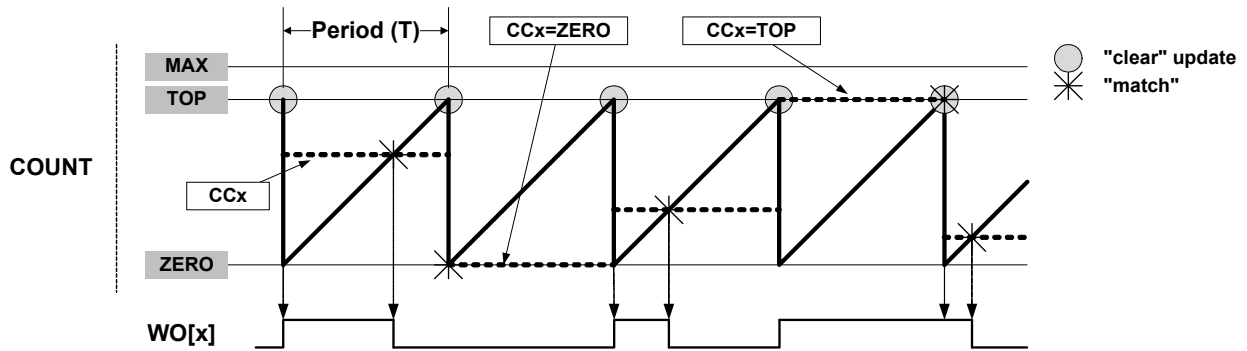 Period (T)
CCx=ZERO
CCx=TOP
"clear" update
"match"
MAX
TOP
COUNT
CCx
ZERO
WO[x]